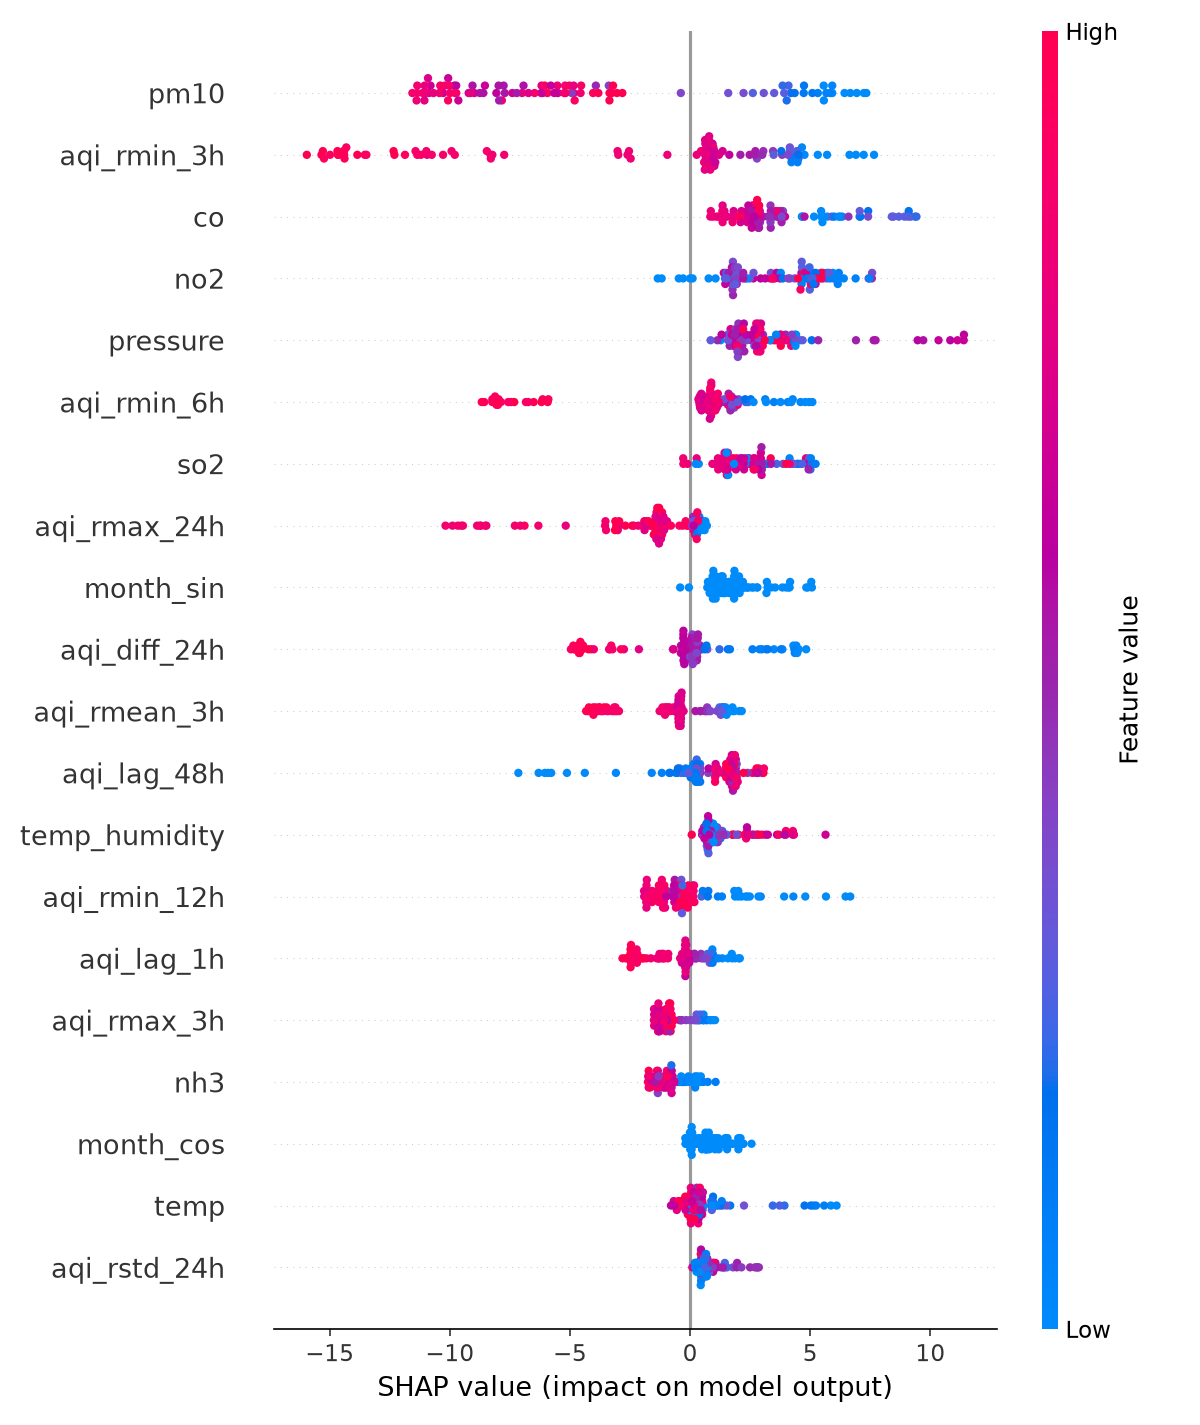 High
pm10
aqi_rmin_3h
co
no2
pressure
aqi_rmin_6h
so2
aqi_rmax_24h
month_sin
aqi_diff_24h
aqi_rmean_3h
aqi_lag_48h
temp_humidity
aqi_rmin_12h
aqi_lag_1h
aqi_rmax_3h
nh3
month_cos
temp
aqi_rstd_24h
Feature value
Low
−15 −10 −5 0 5 10
SHAP value (impact on model output)